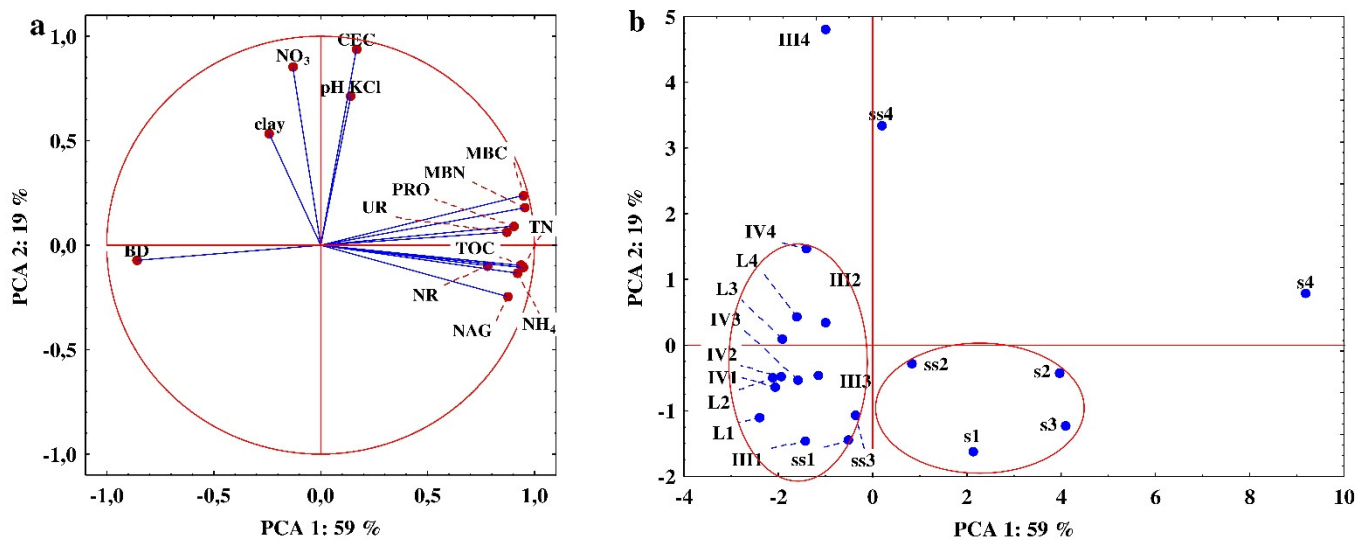 a
1,0
0,5
0,0
-0,5
-1,0
PCA 2: 19 %
CEC
NO3
pH KCl
clay
MBC
MBN
PRO
UR
TN
TOC
BD
NR
NAG
NH4
-1,0
-0,5
0,0
0,5
1,0
PCA 1: 59 %
b
5
4
3
2
1
0
-1
-2
PCA 2: 19 %
III4
ss4
IV4
L4
III2
L3
IV3
s4
IV2
IV1
III3
ss2
s2
L2
L1
s3
s1
III1
ss1
ss3
-4
-2
0
2
4
6
8
10
PCA 1: 59 %